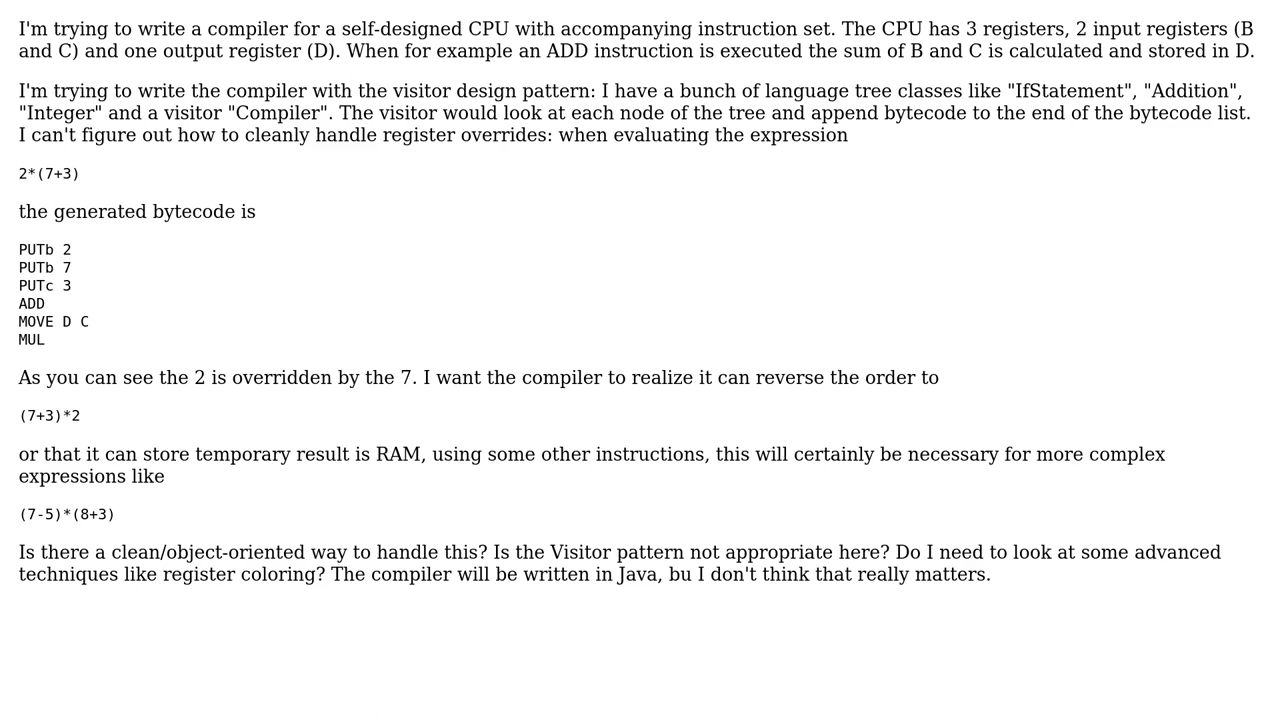 I'm trying to write a compiler for a self-designed CPU with accompanying instruction set. The CPU has 3 registers, 2 input registers (B
and C) and one output register (D). When for example an ADD instruction is executed the sum of B and C is calculated and stored in D.
I'm trying to write the compiler with the visitor design pattern: I have a bunch of language tree classes like "IfStatement", "Addition",
"Integer" and a visitor "Compiler". The visitor would look at each node of the tree and append bytecode to the end of the bytecode list.
I can't figure out how to cleanly handle register overrides: when evaluating the expression
2*(7+3)
the generated bytecode is
PUTb 2
PUTb 7
PUTc 3
ADD
MOVE D C
MUL
As you can see the 2 is overridden by the 7. I want the compiler to realize it can reverse the order to
(7+3)*2
or that it can store temporary result is RAM, using some other instructions, this will certainly be necessary for more complex
expressions like
(7-5)*(8+3)
Is there a clean/object-oriented way to handle this? Is the Visitor pattern not appropriate here? Do I need to look at some advanced
techniques like register coloring? The compiler will be written in Java, bu I don't think that really matters.